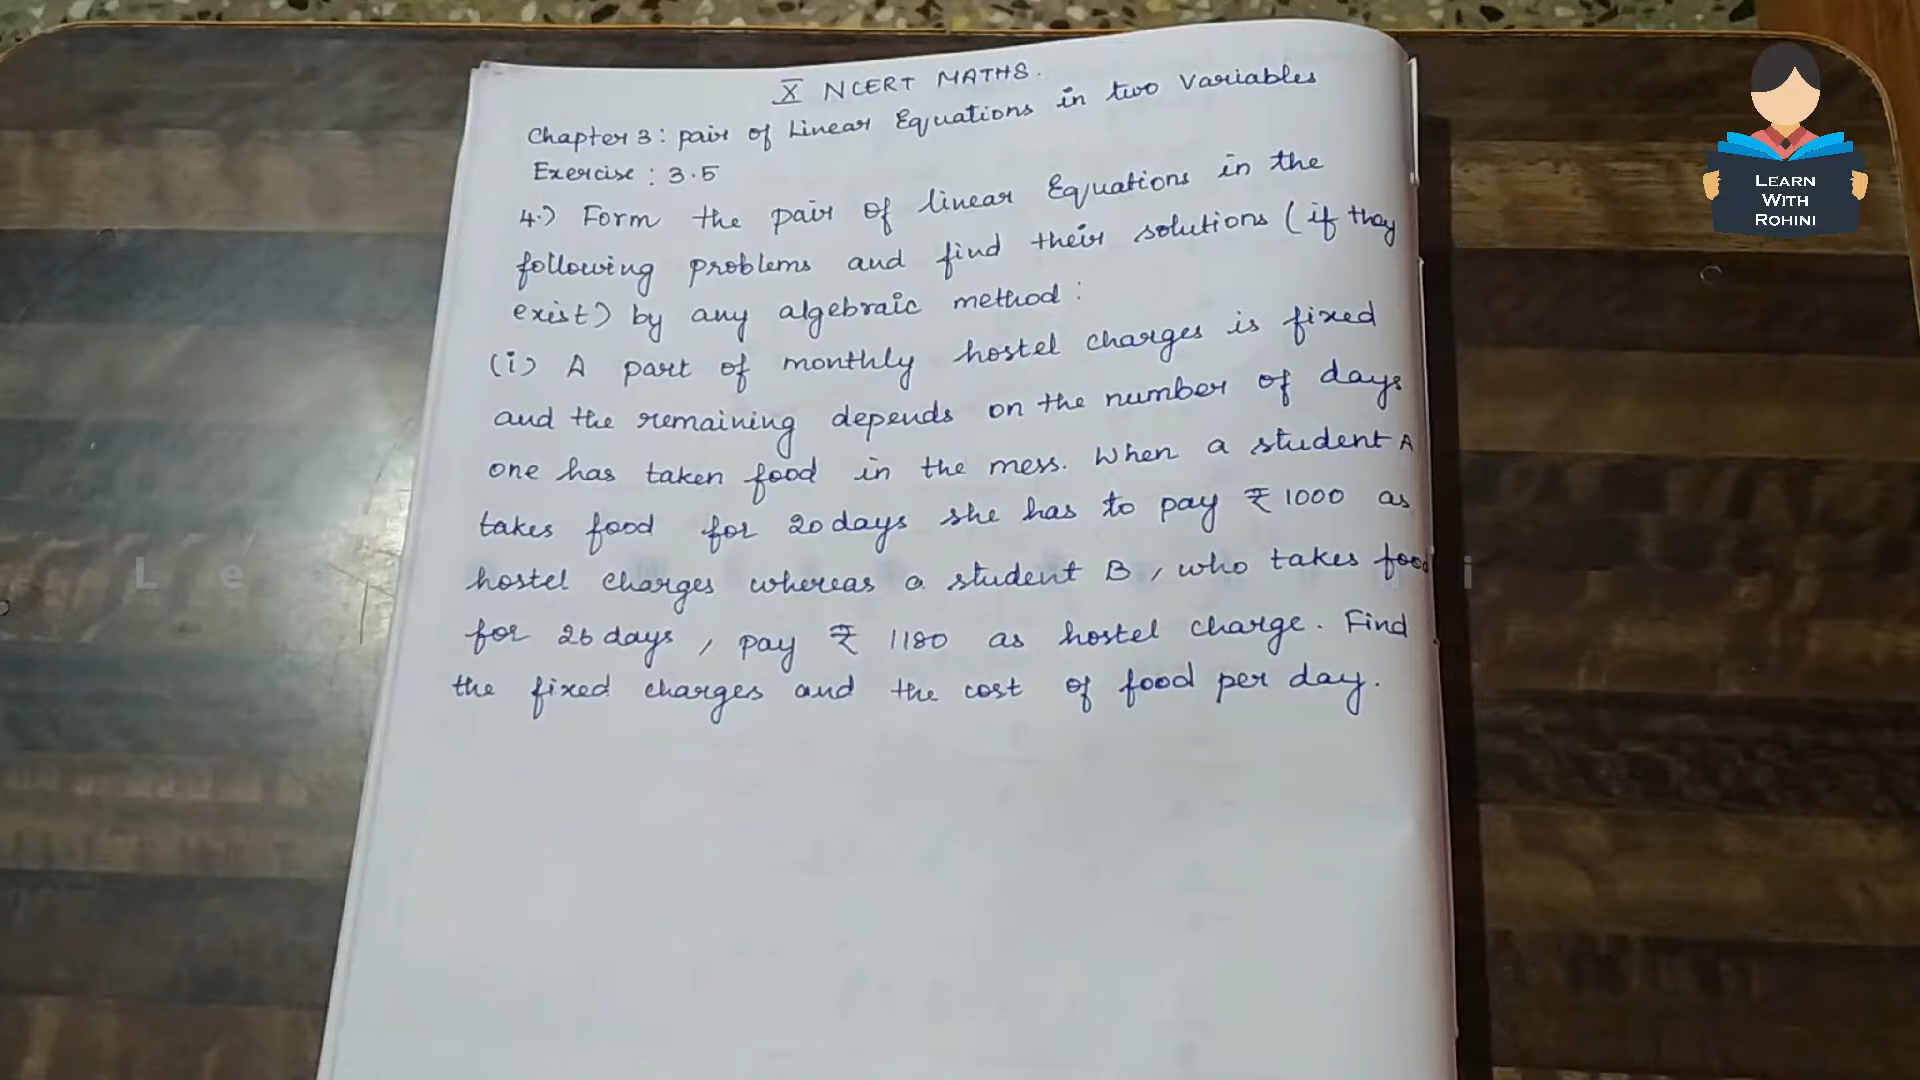 X NCERT MATHS.
Chapter 3: pair of Linear Equations in two Variables
Exercise : 3.5
4.) Form the pair of linear Equations in the
following problems and find their solutions (if they
exist) by any algebraic method :
(i) A part of monthly hostel charges is fixed
and the remaining depends on the number of days
one has taken food in the mess. When a student A
takes food for 20 days she has to pay ₹ 1000 as
hostel charges whereas a student B, who takes food
for 26 days, pay ₹ 1180 as hostel charge. Find
the fixed charges and the cost of food per day.
LEARN
WITH
ROHINI